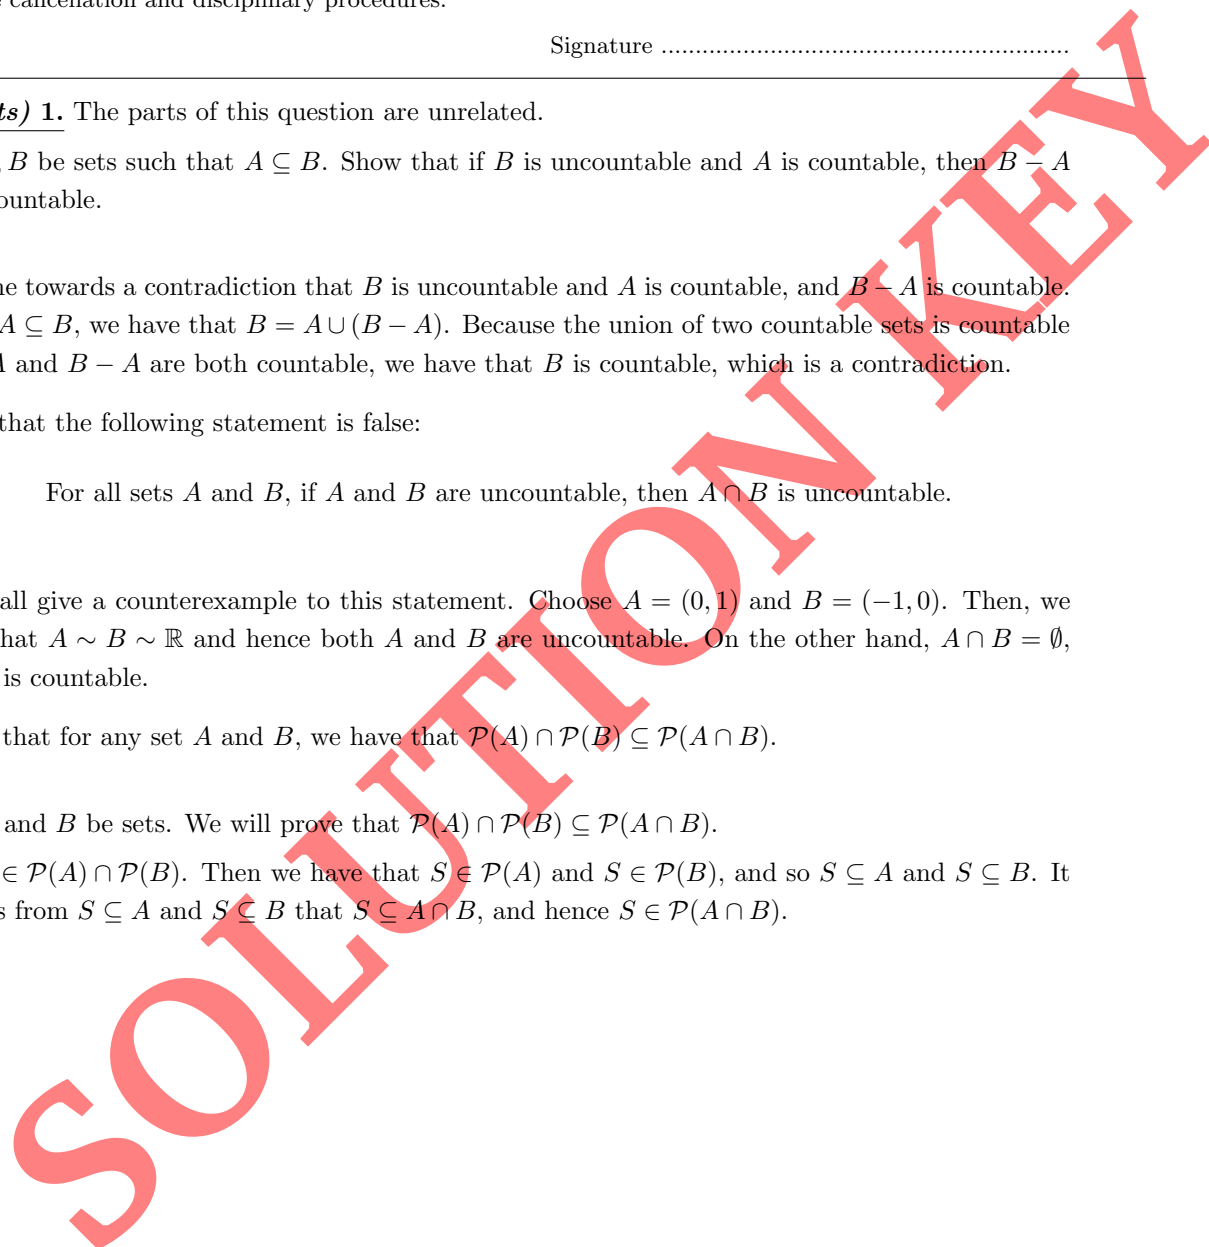 cancellation and disciplinary procedures.
Signature ............................................................
ts) 1. The parts of this question are unrelated.
, B be sets such that A ⊆ B. Show that if B is uncountable and A is countable, then B − A
ountable.
ne towards a contradiction that B is uncountable and A is countable, and B − A is countable.
A ⊆ B, we have that B = A ∪ (B − A). Because the union of two countable sets is countable
A and B − A are both countable, we have that B is countable, which is a contradiction.
that the following statement is false:
For all sets A and B, if A and B are uncountable, then A ∩ B is uncountable.
all give a counterexample to this statement. Choose A = (0, 1) and B = (−1, 0). Then, we
hat A ∼ B ∼ ℝ and hence both A and B are uncountable. On the other hand, A ∩ B = ∅,
is countable.
that for any set A and B, we have that 𝒫(A) ∩ 𝒫(B) ⊆ 𝒫(A ∩ B).
and B be sets. We will prove that 𝒫(A) ∩ 𝒫(B) ⊆ 𝒫(A ∩ B).
∈ 𝒫(A) ∩ 𝒫(B). Then we have that S ∈ 𝒫(A) and S ∈ 𝒫(B), and so S ⊆ A and S ⊆ B. It
s from S ⊆ A and S ⊆ B that S ⊆ A ∩ B, and hence S ∈ 𝒫(A ∩ B).
SOLUTION KEY